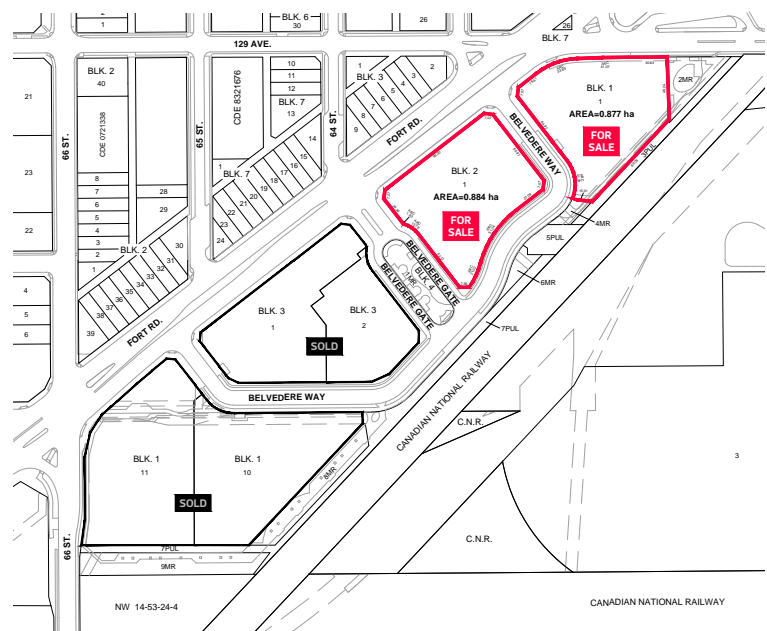 BLK. 6
30
26
26
2
1
129 AVE.
BLK. 7
BLK. 2
40
21
CDE 0721338
66 ST.
65 ST.
CDE 8321676
10
11
12
BLK. 7
13
14
64 ST.
1
BLK. 3
2
3
4
5
6
7
8
9
FORT RD.
BLK. 1
1
AREA=0.877 ha
FOR
SALE
2MR
3PUL
BELVEDERE WAY
BLK. 2
1
AREA=0.884 ha
FOR
SALE
4MR
5PUL
6MR
7PUL
23
22
8
7
6
5
4
3
2
1
28
29
BLK. 2
30
31
32
33
34
35
36
37
38
39
1
BLK. 7
15
16
17
18
19
20
21
22
23
24
4
5
6
FORT RD.
BELVEDERE GATE
BLK. 4
BELVEDERE GATE
BLK. 3
1
BLK. 3
2
SOLD
BELVEDERE WAY
CANADIAN NATIONAL RAILWAY
C.N.R.
3
BLK. 1
11
BLK. 1
10
8MR
SOLD
66 ST.
7PUL
9MR
C.N.R.
NW 14-53-24-4
CANADIAN NATIONAL RAILWAY